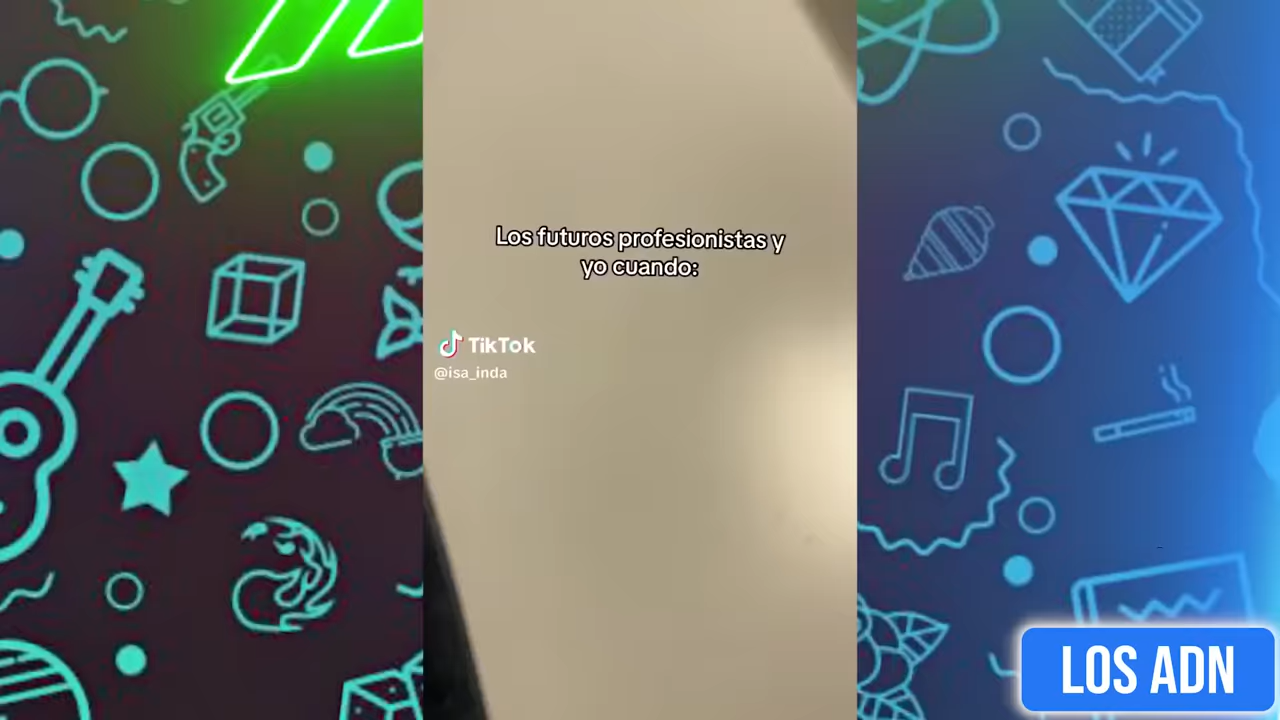 Los futuros profesionistas y
yo cuando:
TikTok
@isa_inda
LOS ADN